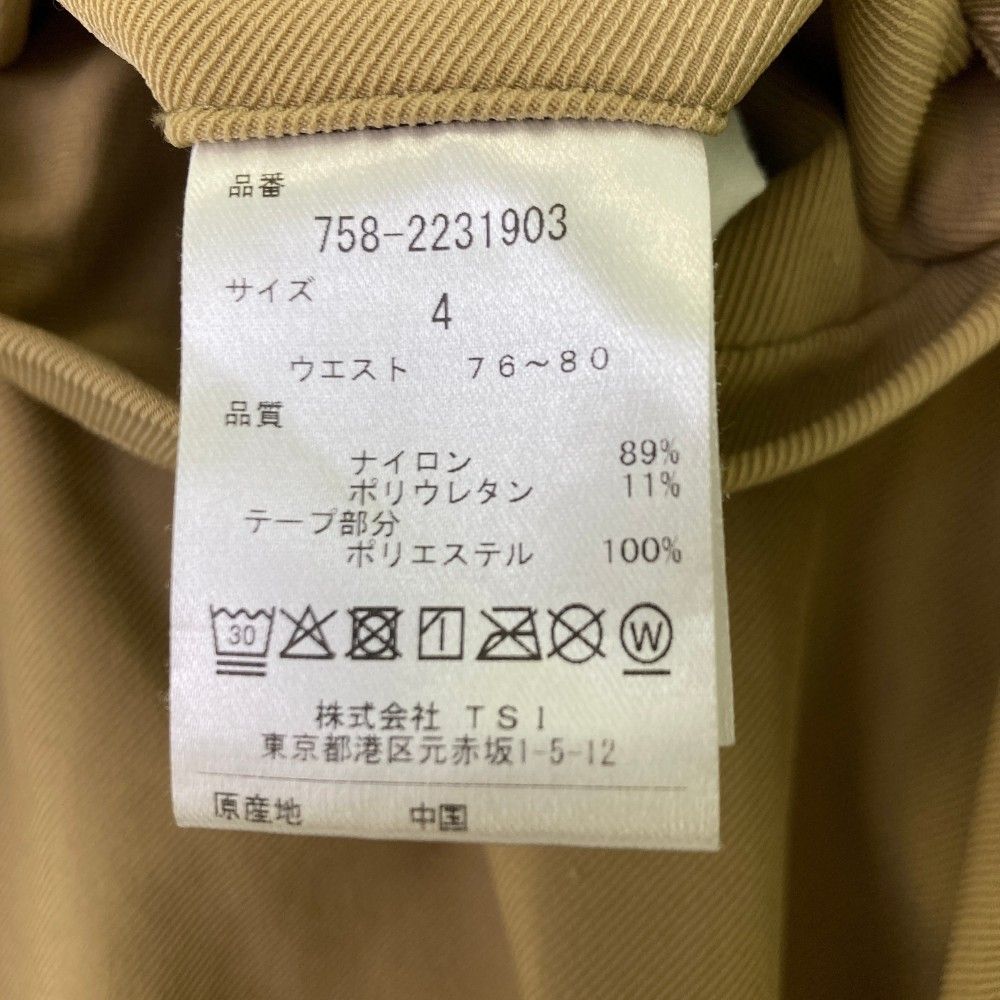 品番
758-2231903
サイズ
4
ウエスト 76～80
品質
ナイロン 89%
ポリウレタン 11%
テープ部分
ポリエステル 100%
30
W
株式会社 TSI
東京都港区元赤坂1-5-12
原産地 中国